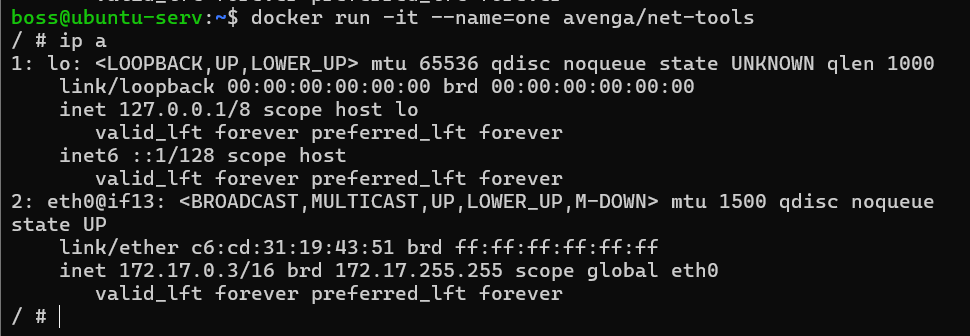 boss@ubuntu-serv:~$ docker run -it --name=one avenga/net-tools
/ # ip a
1: lo: <LOOPBACK,UP,LOWER_UP> mtu 65536 qdisc noqueue state UNKNOWN qlen 1000
    link/loopback 00:00:00:00:00:00 brd 00:00:00:00:00:00
    inet 127.0.0.1/8 scope host lo
       valid_lft forever preferred_lft forever
    inet6 ::1/128 scope host
       valid_lft forever preferred_lft forever
2: eth0@if13: <BROADCAST,MULTICAST,UP,LOWER_UP,M-DOWN> mtu 1500 qdisc noqueue
state UP
    link/ether c6:cd:31:19:43:51 brd ff:ff:ff:ff:ff:ff
    inet 172.17.0.3/16 brd 172.17.255.255 scope global eth0
       valid_lft forever preferred_lft forever
/ #